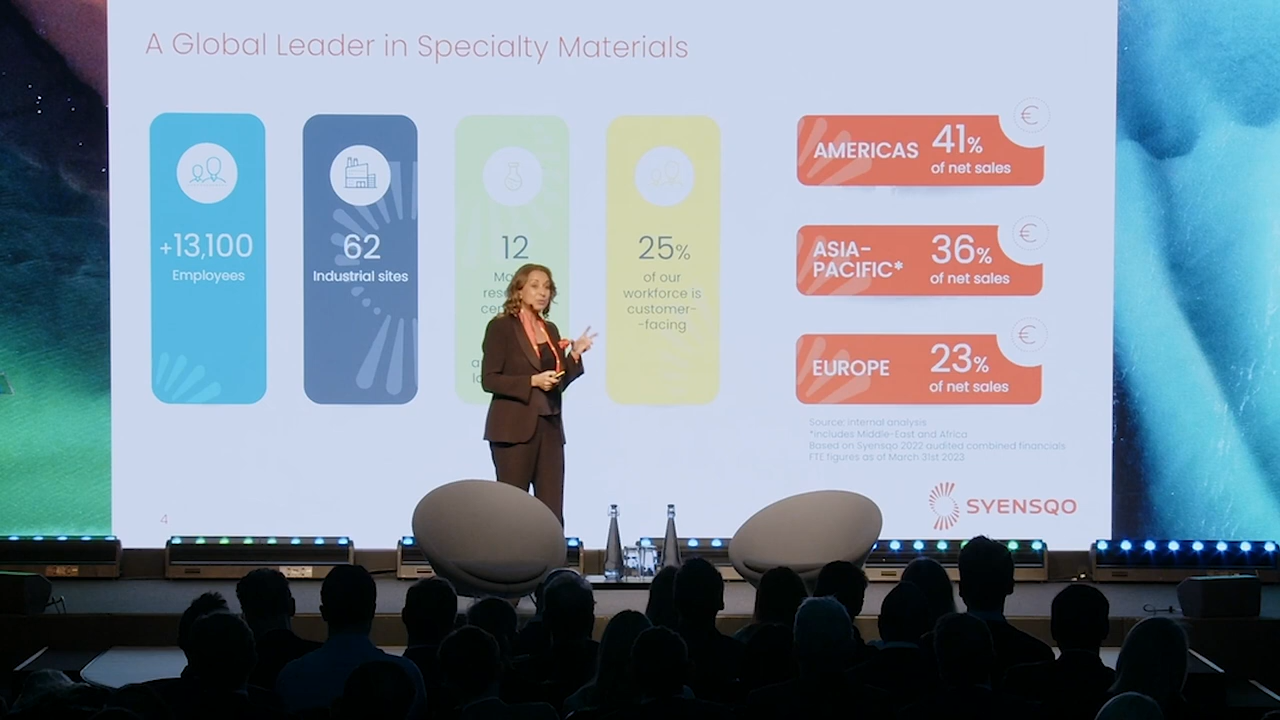 A Global Leader in Specialty Materials
+13,100
Employees
62
Industrial sites
12
25%
of our
workforce is
customer-
-facing
AMERICAS
41%
of net sales
ASIA-
PACIFIC*
36%
of net sales
EUROPE
23%
of net sales
Source: Internal analysis
*includes Middle-East and Africa
Based on Syensqo 2022 audited combined financials
FTE figures as of March 31st 2023
4
SYENSQO